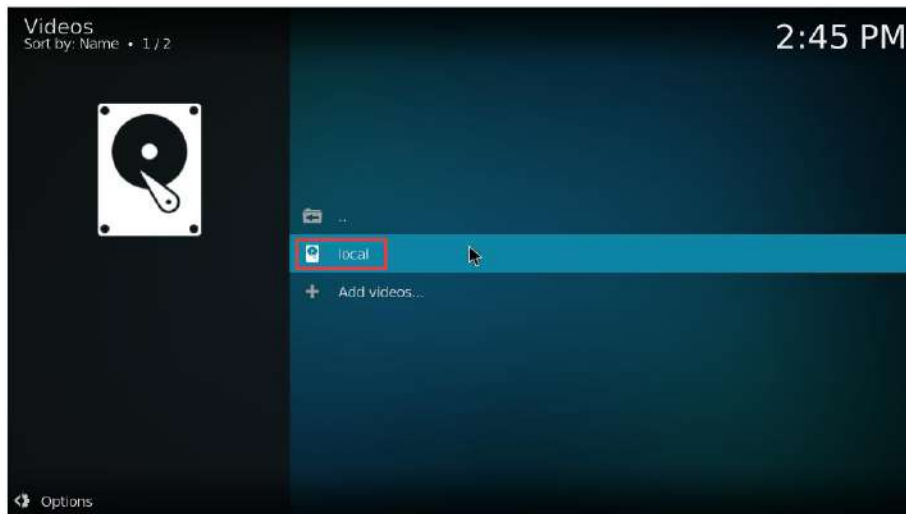 Videos
Sort by: Name • 1/2
2:45 PM
..
local
Add videos...
Options